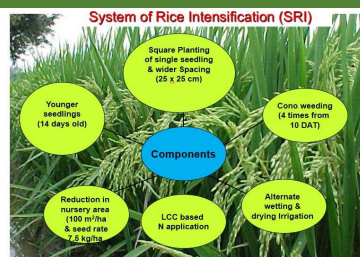 System of Rice Intensification (SRI)
Square Planting
of single seedling
& wider Spacing
(25 x 25 cm)
Younger
seedlings
(14 days old)
Cono weeding
(4 times from
10 DAT)
Components
Reduction in
nursery area
(100 m²/ha
& seed rate
7.5 kg/ha
LCC based
N application
Alternate
wetting &
drying Irrigation